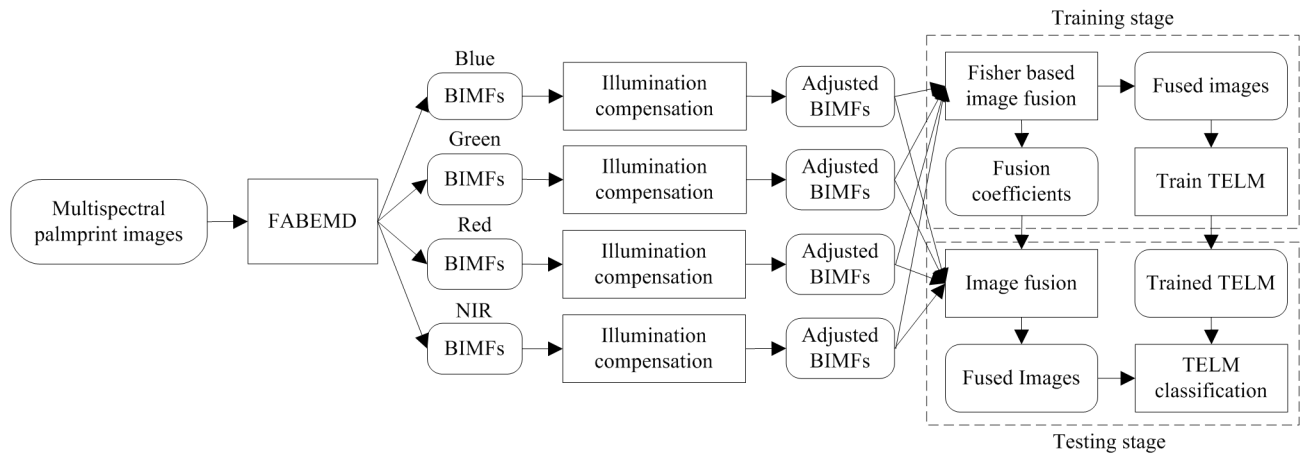 Training stage
Blue
BIMFs
Illumination
compensation
Adjusted
BIMFs
Fisher based
image fusion
Fused images
Green
BIMFs
Illumination
compensation
Adjusted
BIMFs
Fusion
coefficients
Train TELM
Multispectral
palmprint images
FABEMD
Red
BIMFs
Illumination
compensation
Adjusted
BIMFs
Image fusion
Trained TELM
NIR
BIMFs
Illumination
compensation
Adjusted
BIMFs
Fused Images
TELM
classification
Testing stage